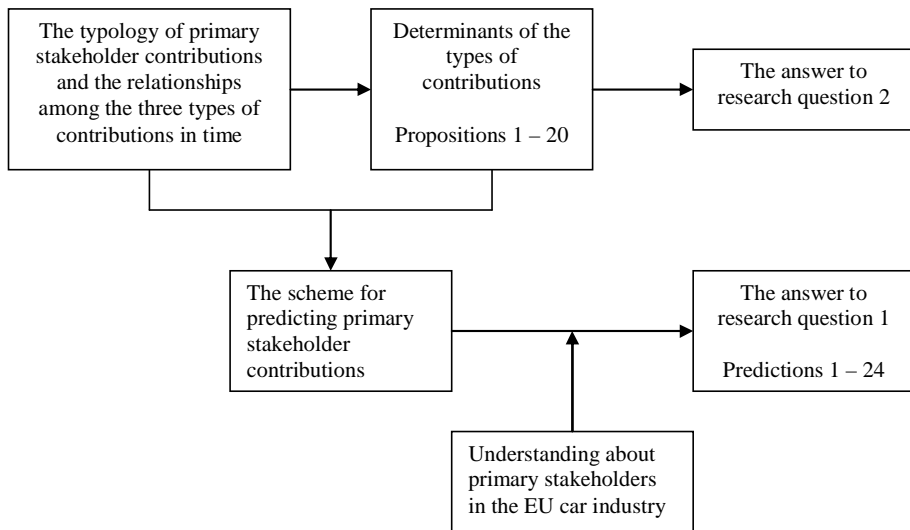 The typology of primary
stakeholder contributions
and the relationships
among the three types of
contributions in time
Determinants of the
types of
contributions
Propositions 1 – 20
The answer to
research question 2
The scheme for
predicting primary
stakeholder
contributions
The answer to
research question 1
Predictions 1 – 24
Understanding about
primary stakeholders
in the EU car industry